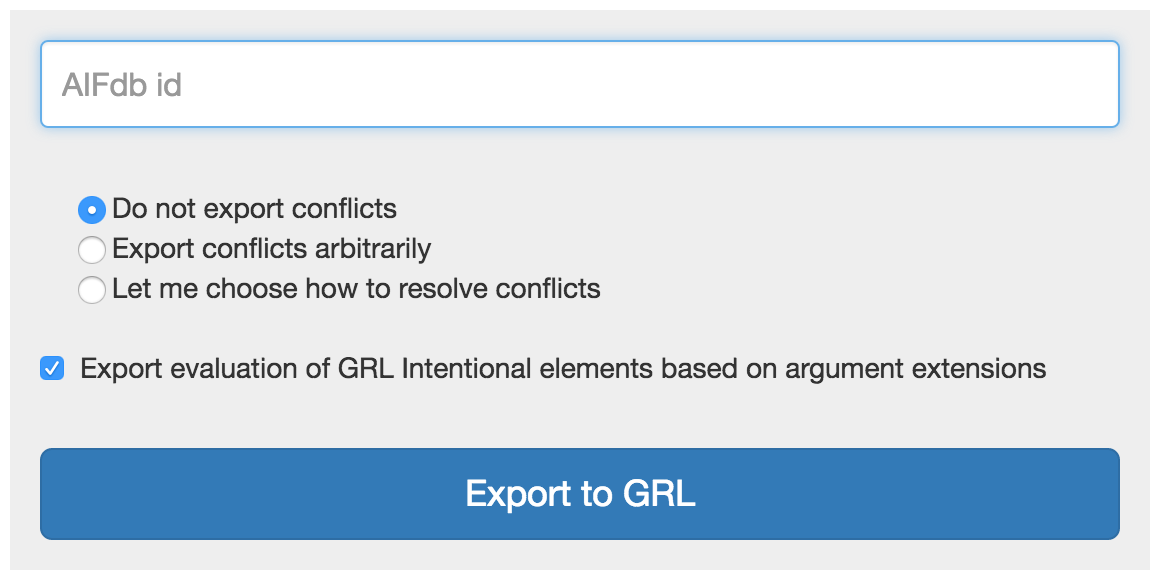 AIFdb id
Do not export conflicts
Export conflicts arbitrarily
Let me choose how to resolve conflicts
Export evaluation of GRL Intentional elements based on argument extensions
Export to GRL